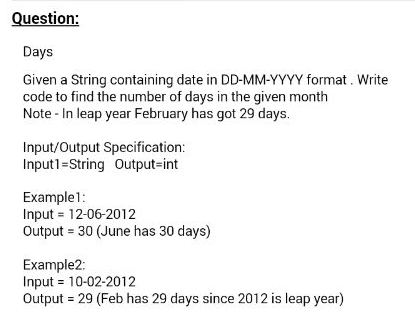 Question:
Days
Given a String containing date in DD-MM-YYYY format . Write
code to find the number of days in the given month
Note - In leap year February has got 29 days.
Input/Output Specification:
Input1=String   Output=int
Example1:
Input = 12-06-2012
Output = 30 (June has 30 days)
Example2:
Input = 10-02-2012
Output = 29 (Feb has 29 days since 2012 is leap year)